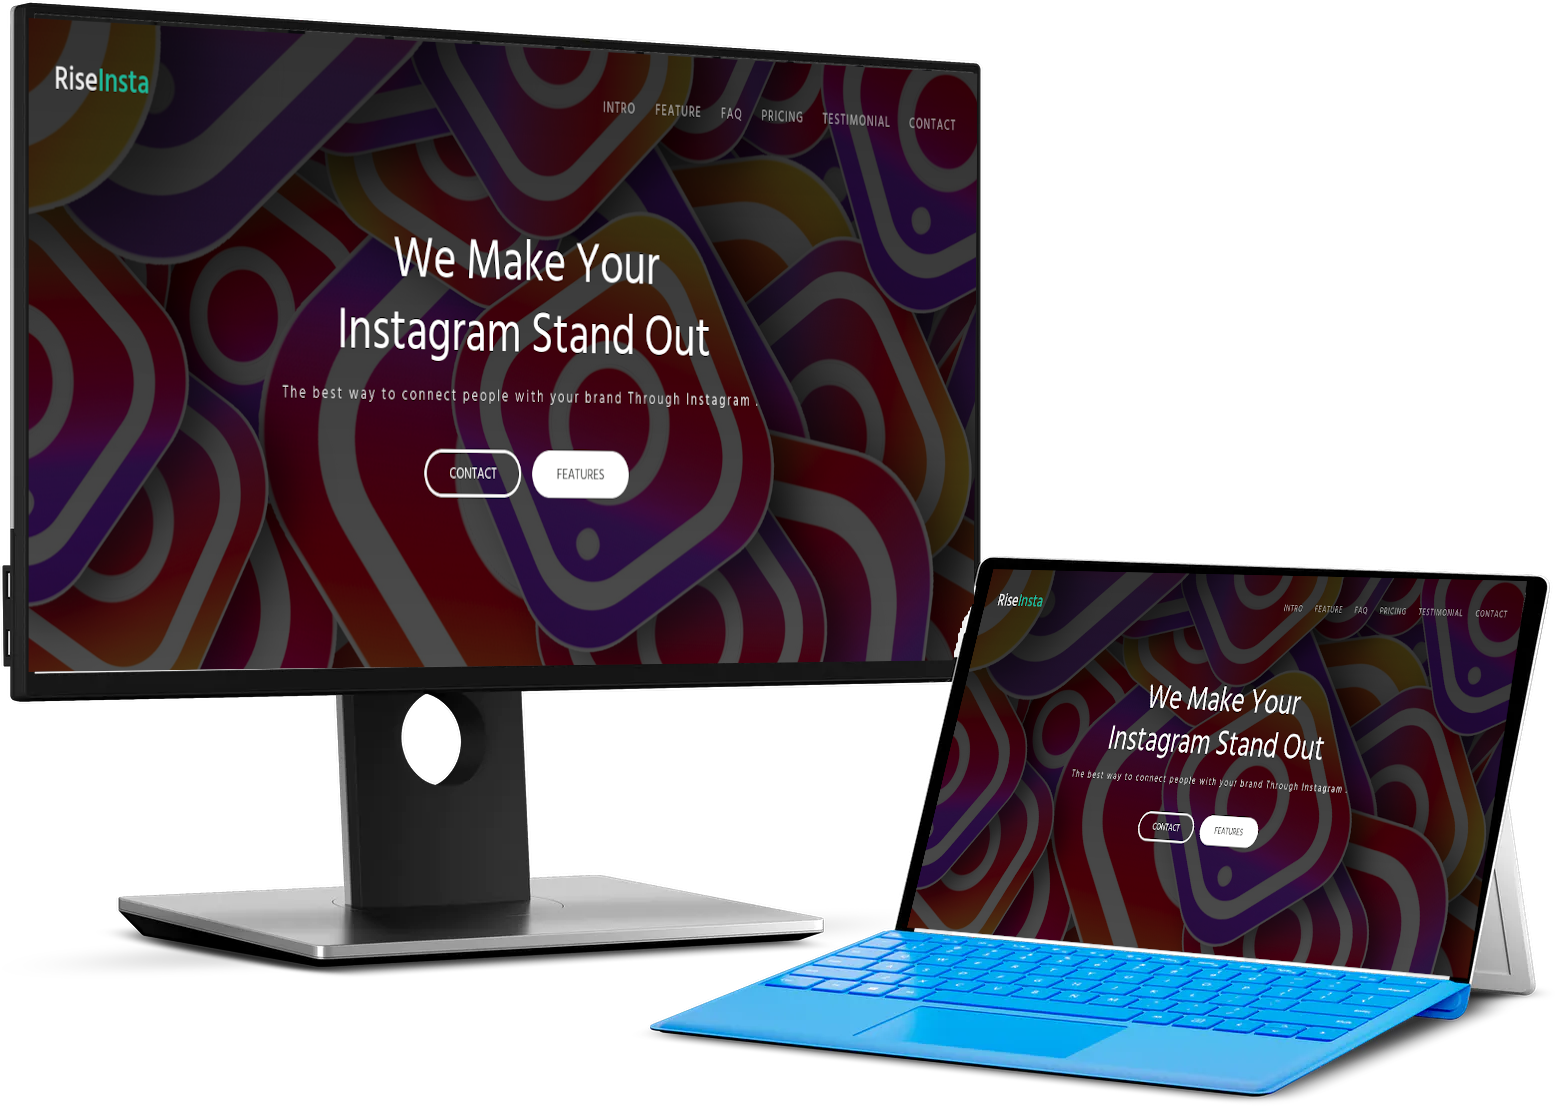 RiseInsta
INTRO FEATURE FAQ PRICING TESTIMONIAL CONTACT
We Make Your
Instagram Stand Out
The best way to connect people with your brand Through Instagram .
CONTACT FEATURES
RiseInsta
INTRO FEATURE FAQ PRICING TESTIMONIAL CONTACT
We Make Your
Instagram Stand Out
The best way to connect people with your brand Through Instagram .
CONTACT FEATURES